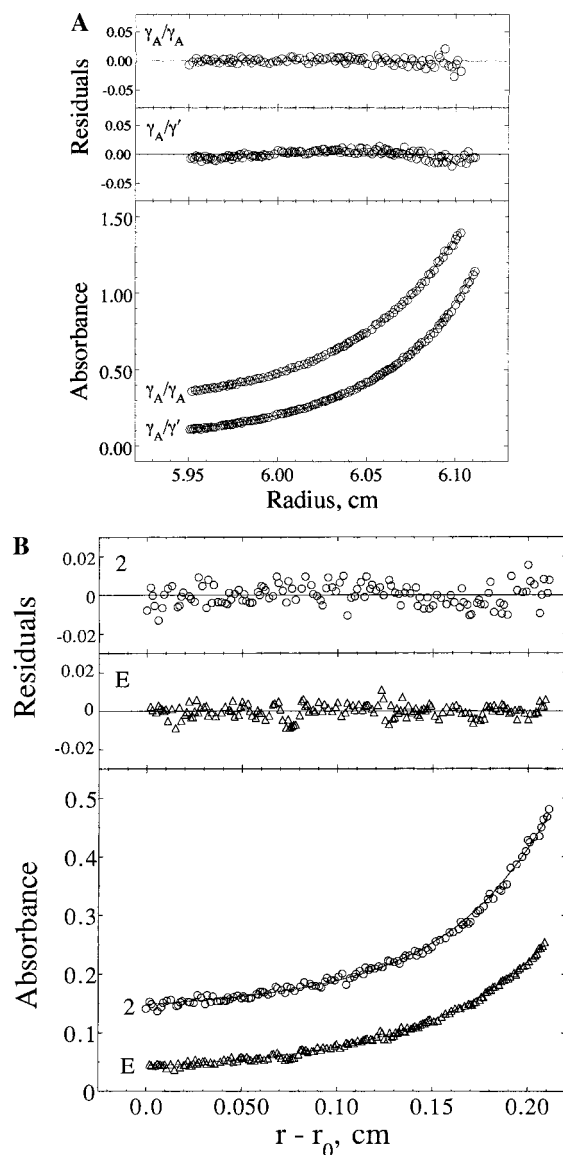 A
γA/γA
0.05
0.00
-0.05
Residuals
γA/γ'
0.05
0.00
-0.05
1.50
1.00
0.50
0.00
Absorbance
γA/γA
γA/γ'
5.95 6.00 6.05 6.10
Radius, cm
B
2
0.02
0
-0.02
Residuals
E
0.02
0
-0.02
0.5
0.4
0.3
0.2
0.1
0
Absorbance
2
E
0.0 0.050 0.10 0.15 0.20
r - r0, cm